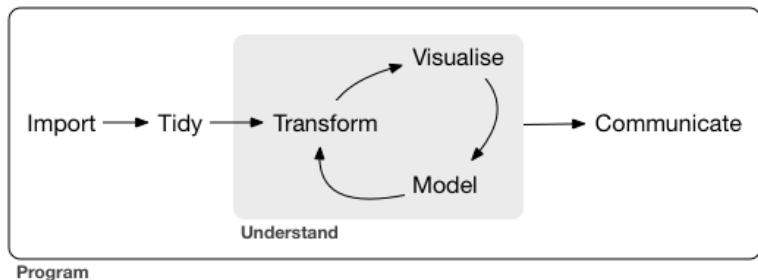 Visualise
Import Tidy Transform Communicate
Model
Understand
Program